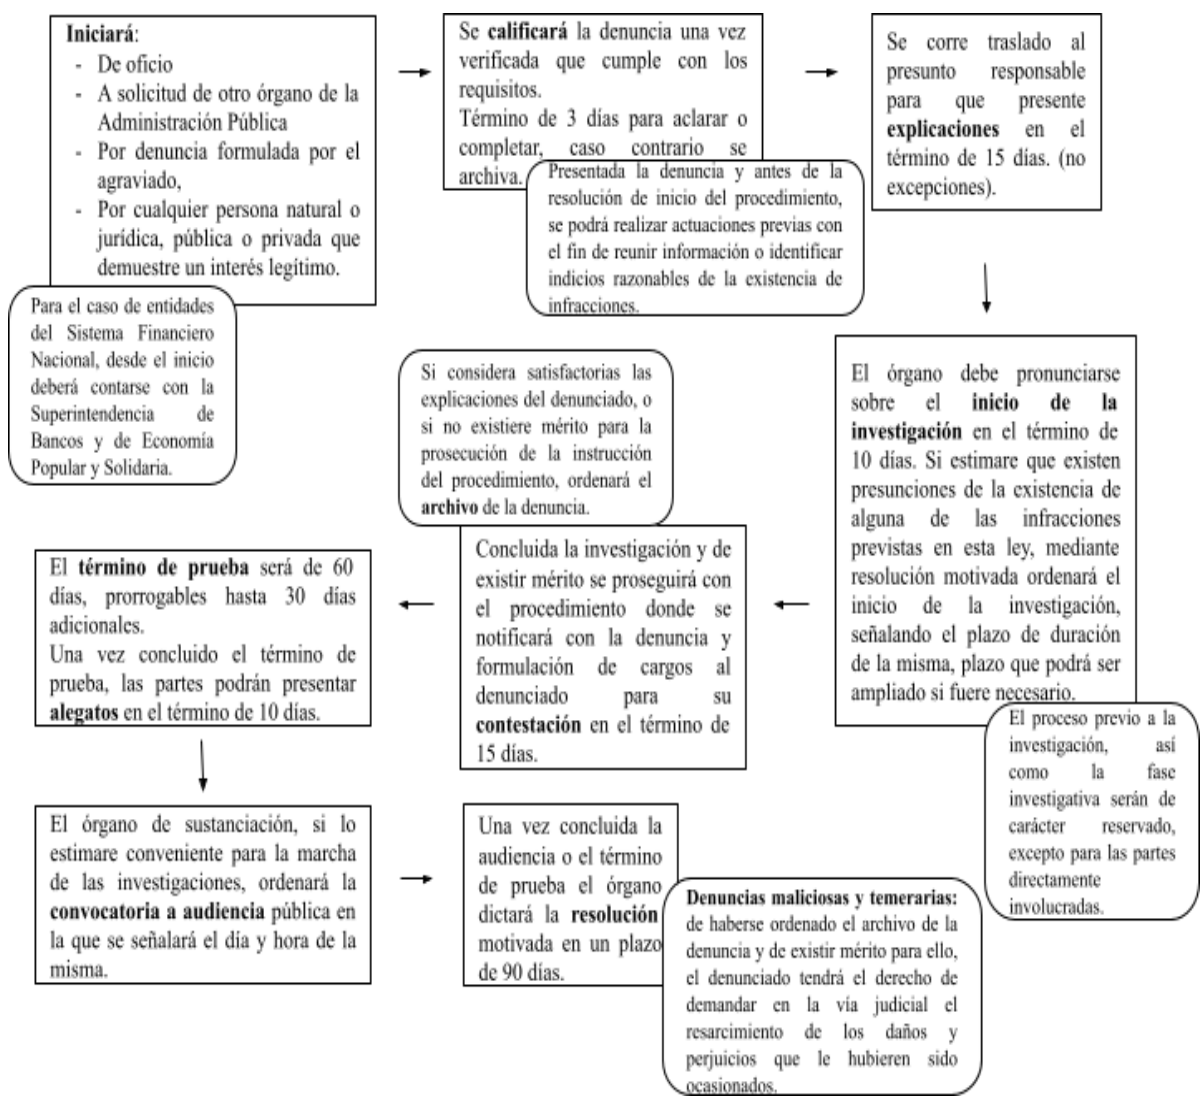 Iniciará:
- De oficio
- A solicitud de otro órgano de la
Administración Pública
- Por denuncia formulada por el
agraviado,
- Por cualquier persona natural o
jurídica, pública o privada que
demuestre un interés legítimo.
Para el caso de entidades
del Sistema Financiero
Nacional, desde el inicio
deberá contarse con la
Superintendencia de
Bancos y de Economía
Popular y Solidaria.
Se calificará la denuncia una vez
verificada que cumple con los
requisitos.
Término de 3 días para aclarar o
completar, caso contrario se
archiva.
Presentada la denuncia y antes de la
resolución de inicio del procedimiento,
se podrá realizar actuaciones previas con
el fin de reunir información o identificar
indicios razonables de la existencia de
infracciones.
Se corre traslado al
presunto responsable
para que presente
explicaciones en el
término de 15 días. (no
excepciones).
El órgano debe pronunciarse
sobre el inicio de la
investigación en el término de
10 días. Si estimare que existen
presunciones de la existencia de
alguna de las infracciones
previstas en esta ley, mediante
resolución motivada ordenará el
inicio de la investigación,
señalando el plazo de duración
de la misma, plazo que podrá ser
ampliado si fuere necesario.
El proceso previo a la
investigación, así
como la fase
investigativa serán de
carácter reservado,
excepto para las partes
directamente
involucradas.
Si considera satisfactorias las
explicaciones del denunciado, o
si no existiere mérito para la
prosecución de la instrucción
del procedimiento, ordenará el
archivo de la denuncia.
Concluida la investigación y de
existir mérito se proseguirá con
el procedimiento donde se
notificará con la denuncia y
formulación de cargos al
denunciado para su
contestación en el término de
15 días.
El término de prueba será de 60
días, prorrogables hasta 30 días
adicionales.
Una vez concluido el término de
prueba, las partes podrán presentar
alegatos en el término de 10 días.
El órgano de sustanciación, si lo
estimare conveniente para la marcha
de las investigaciones, ordenará la
convocatoria a audiencia pública en
la que se señalará el día y hora de la
misma.
Una vez concluida la
audiencia o el término
de prueba el órgano
dictará la resolución
motivada en un plazo
de 90 días.
Denuncias maliciosas y temerarias:
de haberse ordenado el archivo de la
denuncia y de existir mérito para ello,
el denunciado tendrá el derecho de
demandar en la vía judicial el
resarcimiento de los daños y
perjuicios que le hubieren sido
ocasionados.